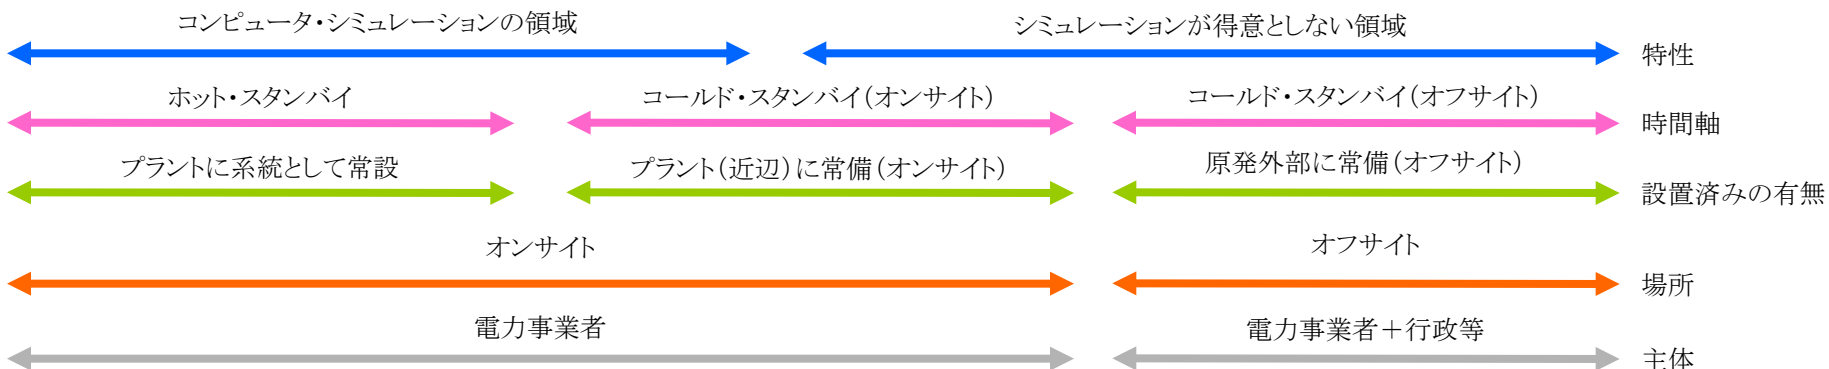 コンピュータ・シミュレーションの領域
シミュレーションが得意としない領域
特性
ホット・スタンバイ
コールド・スタンバイ(オンサイト)
コールド・スタンバイ(オフサイト)
時間軸
プラントに系統として常設
プラント(近辺)に常備(オンサイト)
原発外部に常備(オフサイト)
設置済みの有無
オンサイト
オフサイト
場所
電力事業者
電力事業者+行政等
主体